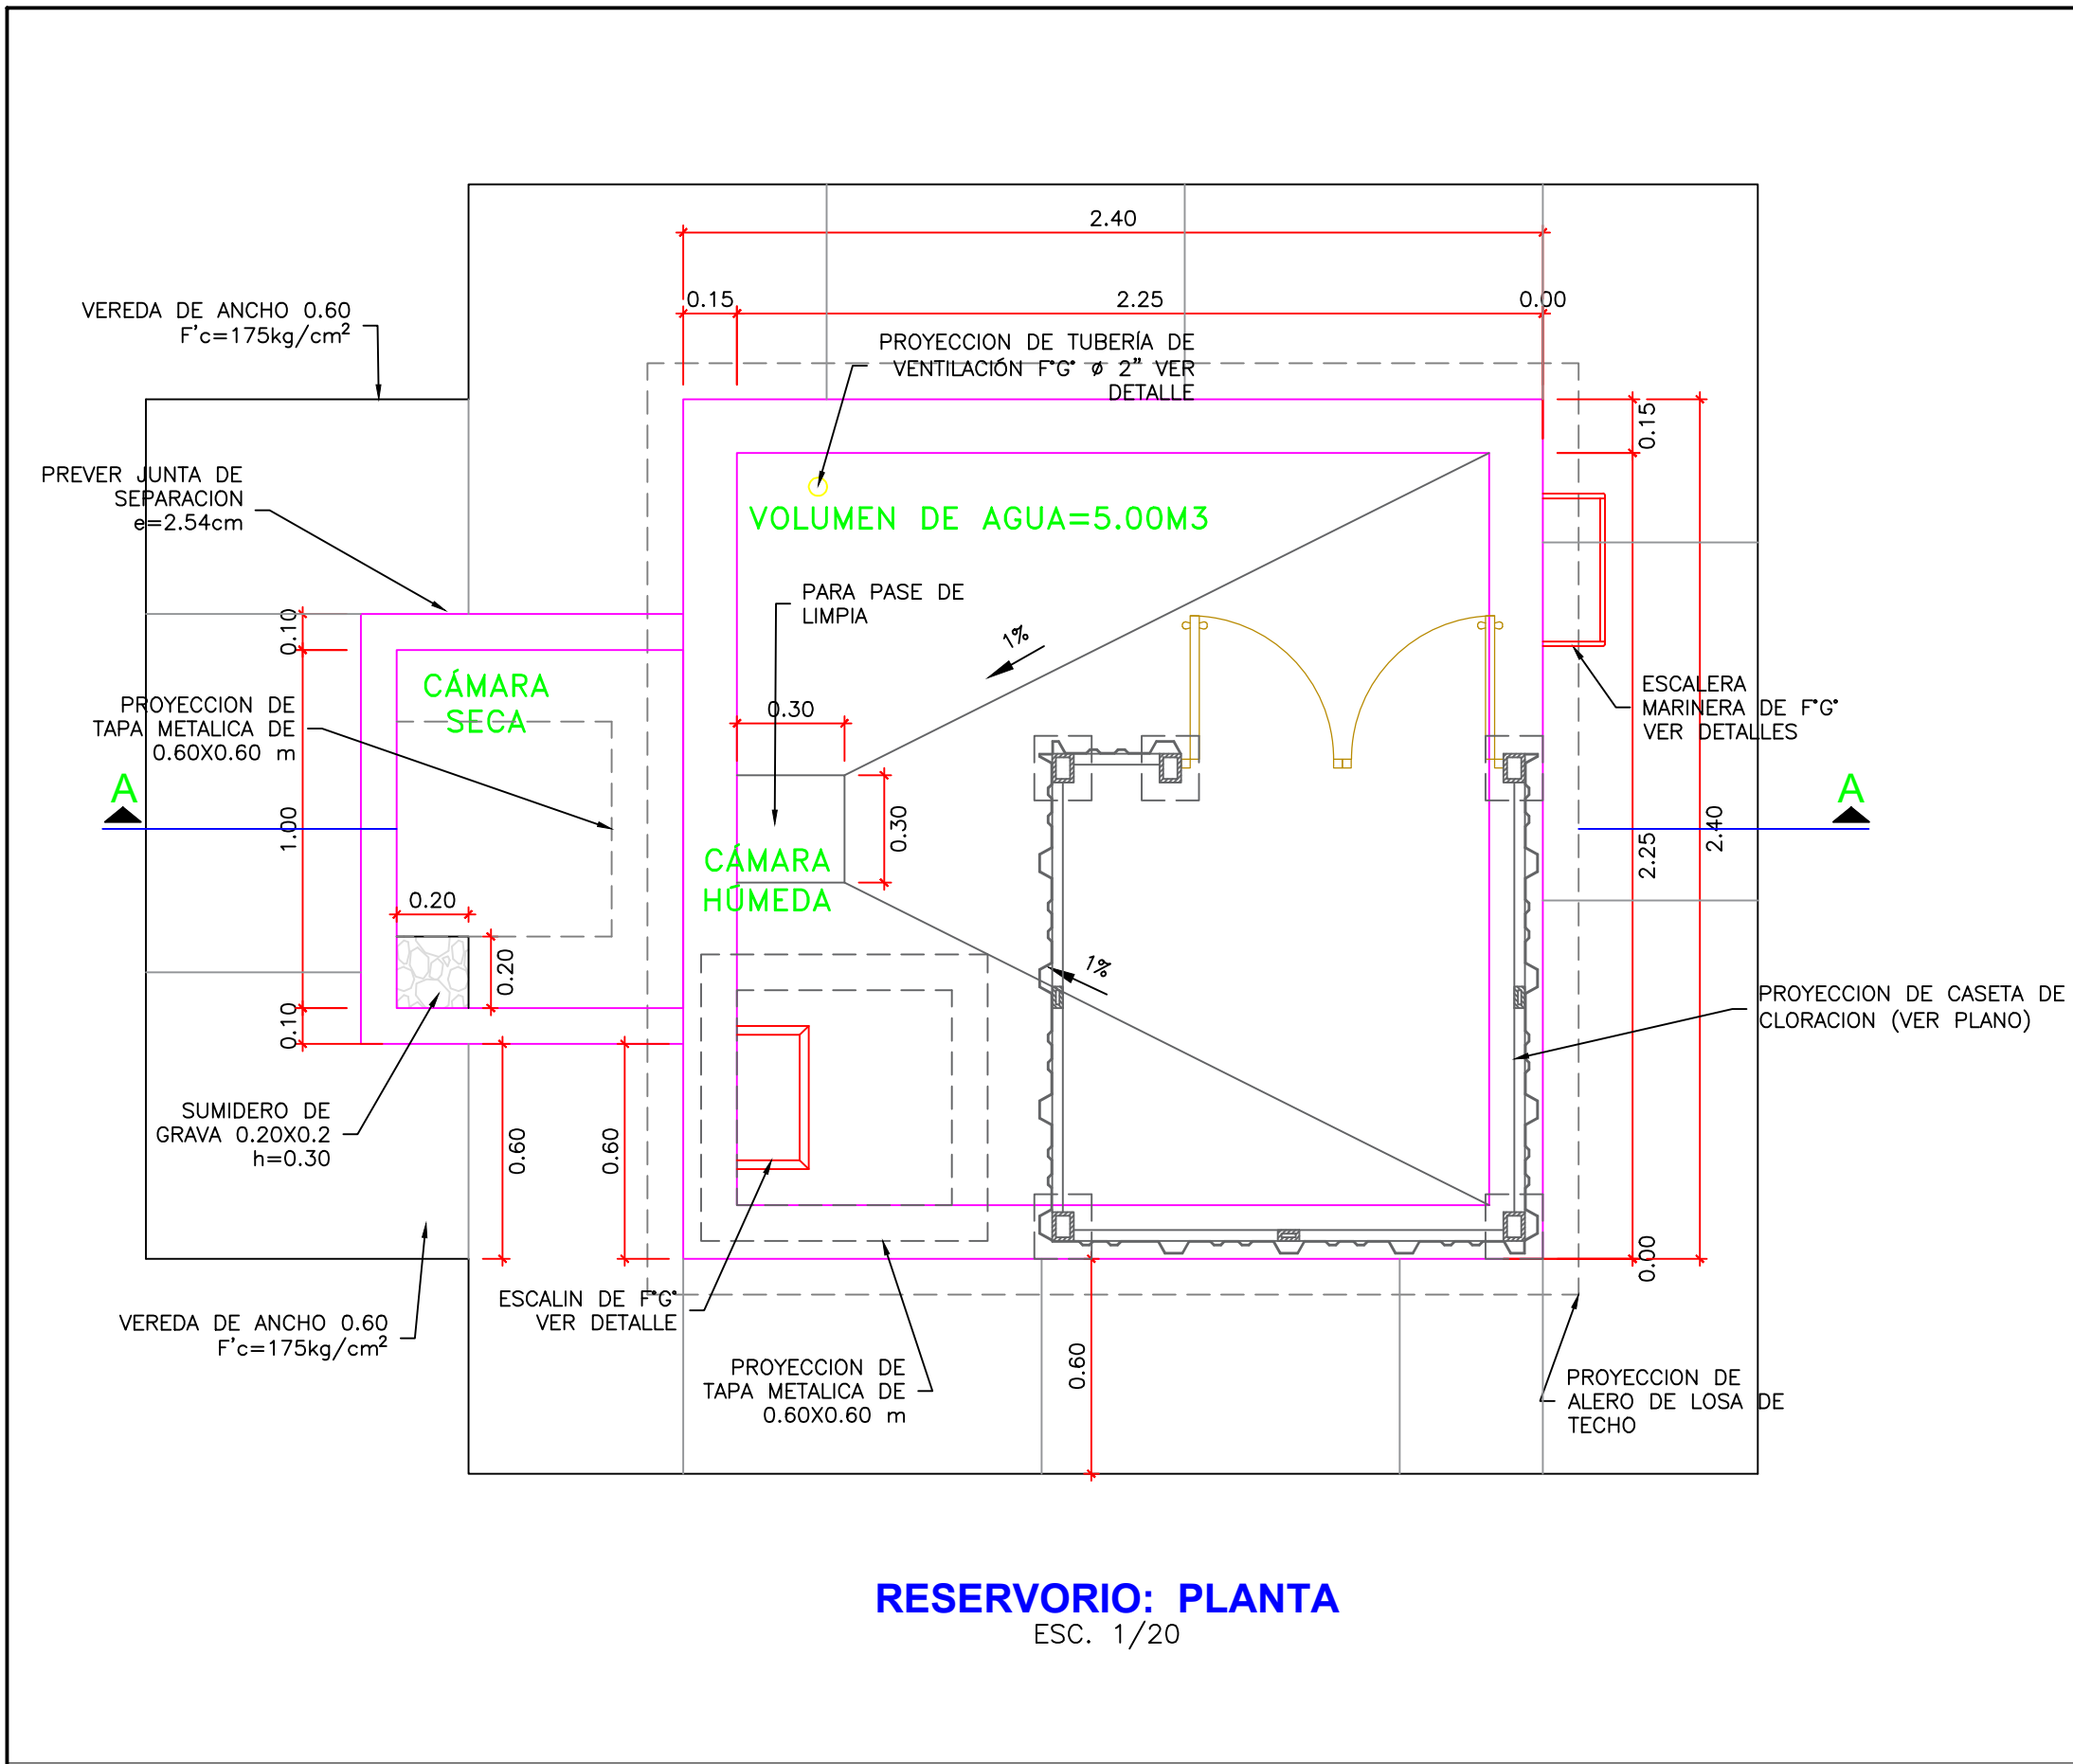 2.40
0.15
2.25
0.00
VEREDA DE ANCHO 0.60
F'c=175kg/cm²
PROYECCION DE TUBERÍA DE
VENTILACIÓN F°G° ø 2" VER
DETALLE
0.15
PREVER JUNTA DE
SEPARACION
e=2.54cm
VOLUMEN DE AGUA=5.00M3
PARA PASE DE
LIMPIA
0.10
1%
CÁMARA
SECA
PROYECCION DE
TAPA METALICA DE
0.60X0.60 m
0.30
ESCALERA
MARINERA DE F°G°
VER DETALLES
A
A
1.00
0.30
2.25
2.40
CÁMARA
HÚMEDA
0.20
0.20
1%
0.10
PROYECCION DE CASETA DE
CLORACION (VER PLANO)
SUMIDERO DE
GRAVA 0.20X0.2
h=0.30
0.60
0.60
0.00
ESCALIN DE F°G°
VER DETALLE
VEREDA DE ANCHO 0.60
F'c=175kg/cm²
PROYECCION DE
TAPA METALICA DE
0.60X0.60 m
0.60
PROYECCION DE
ALERO DE LOSA DE
TECHO
RESERVORIO: PLANTA
ESC. 1/20